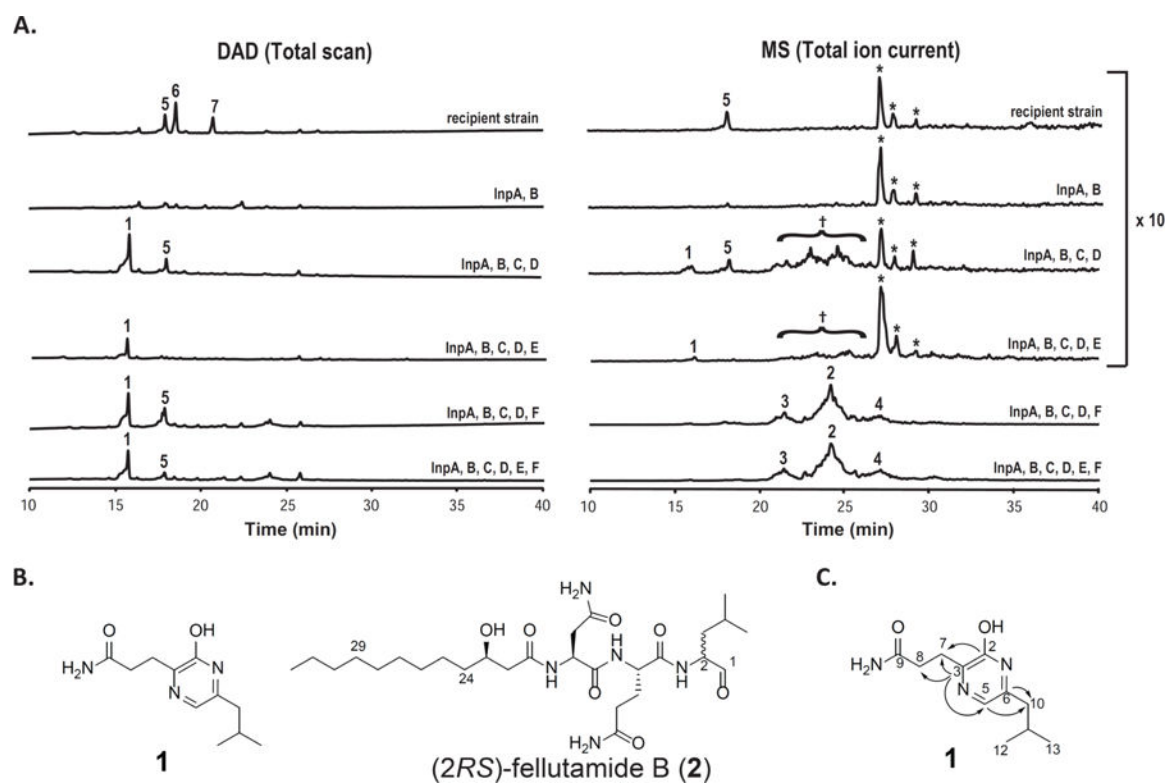 A.
DAD (Total scan)
5 6 7
recipient strain
InpA, B
1 5
InpA, B, C, D
1
InpA, B, C, D, E
1 5
InpA, B, C, D, F
1 5
InpA, B, C, D, E, F
10 15 20 25 30 35 40
Time (min)
MS (Total ion current)
5 * * *
recipient strain
* * *
InpA, B
1 5 † * * *
InpA, B, C, D
1 † * * *
InpA, B, C, D, E
x 10
3 2 4
InpA, B, C, D, F
3 2 4
InpA, B, C, D, E, F
10 15 20 25 30 35 40
Time (min)
B.
O OH
H2N N
N
1
H2N
O
OH O O
29 24 N H H N N H 2 1
O O O
H2N O
(2RS)-fellutamide B (2)
C.
O 7 OH
H2N 9 8 3 2 N
N 5 6 10
12 13
1